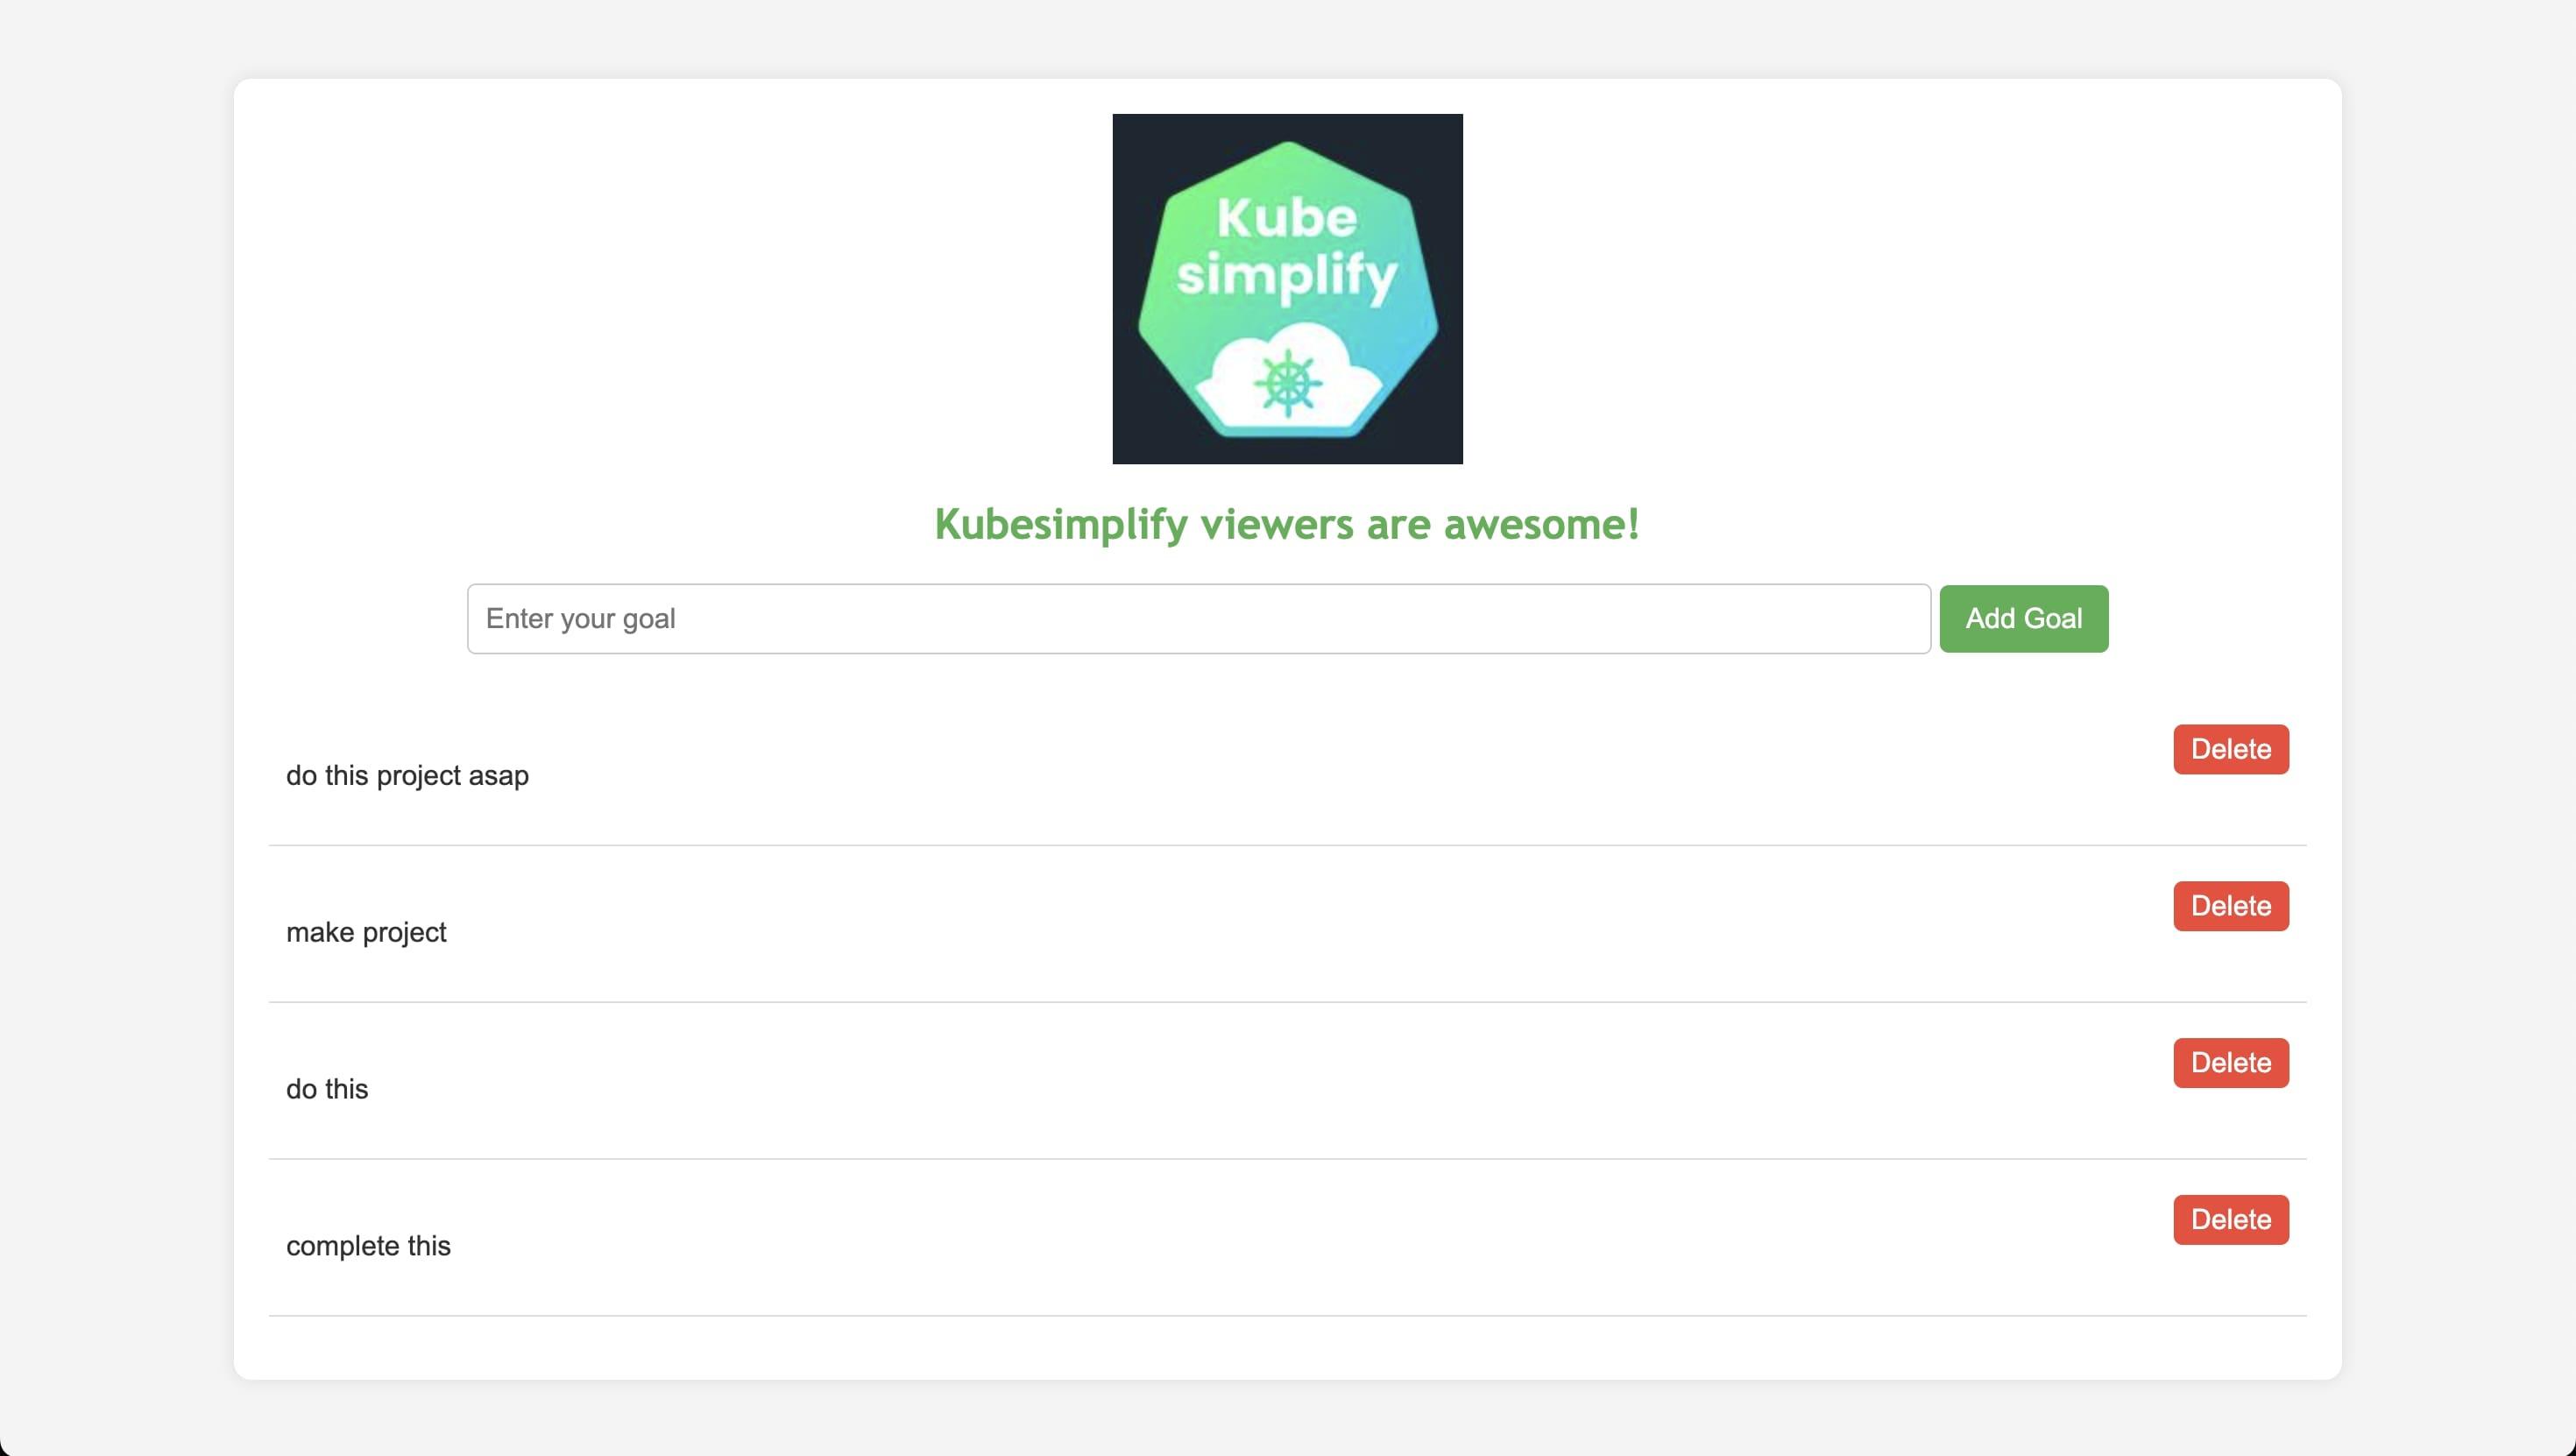 Kube
simplify
Kubesimplify viewers are awesome!
Enter your goal Add Goal
do this project asap Delete
make project Delete
do this Delete
complete this Delete